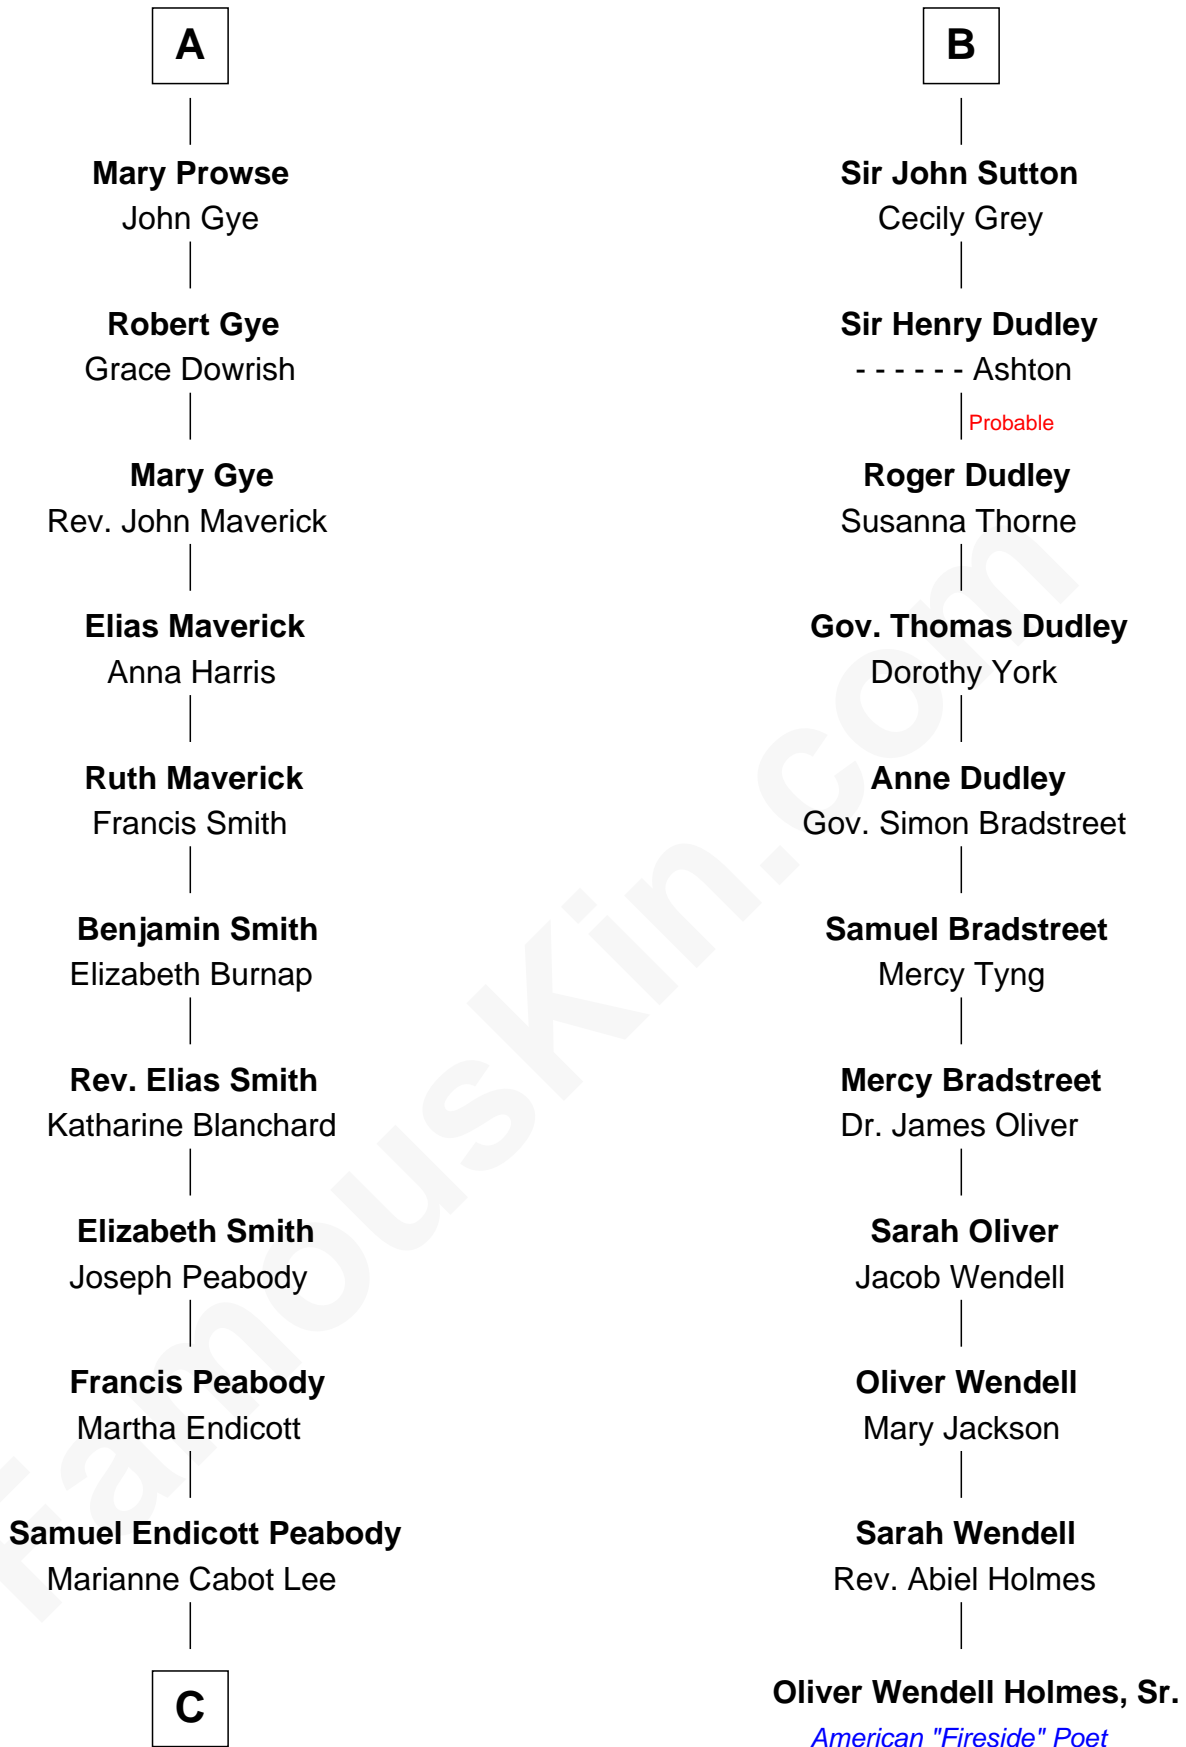 A
Mary Prowse
John Gye
Robert Gye
Grace Dowrish
Mary Gye
Rev. John Maverick
Elias Maverick
Anna Harris
Ruth Maverick
Francis Smith
Benjamin Smith
Elizabeth Burnap
Rev. Elias Smith
Katharine Blanchard
Elizabeth Smith
Joseph Peabody
Francis Peabody
Martha Endicott
Samuel Endicott Peabody
Marianne Cabot Lee
C
B
Sir John Sutton
Cecily Grey
Sir Henry Dudley
- - - - - - Ashton
Probable
Roger Dudley
Susanna Thorne
Gov. Thomas Dudley
Dorothy York
Anne Dudley
Gov. Simon Bradstreet
Samuel Bradstreet
Mercy Tyng
Mercy Bradstreet
Dr. James Oliver
Sarah Oliver
Jacob Wendell
Oliver Wendell
Mary Jackson
Sarah Wendell
Rev. Abiel Holmes
Oliver Wendell Holmes, Sr.
American "Fireside" Poet
FamousKin.com